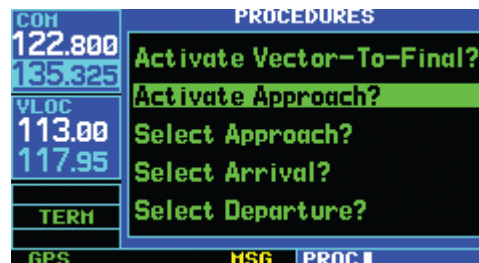 COM
122.800
135.325
VLOC
113.00
117.95
TERM
GPS
PROCEDURES
Activate Vector-To-Final?
Activate Approach?
Select Approach?
Select Arrival?
Select Departure?
MSG
PROC